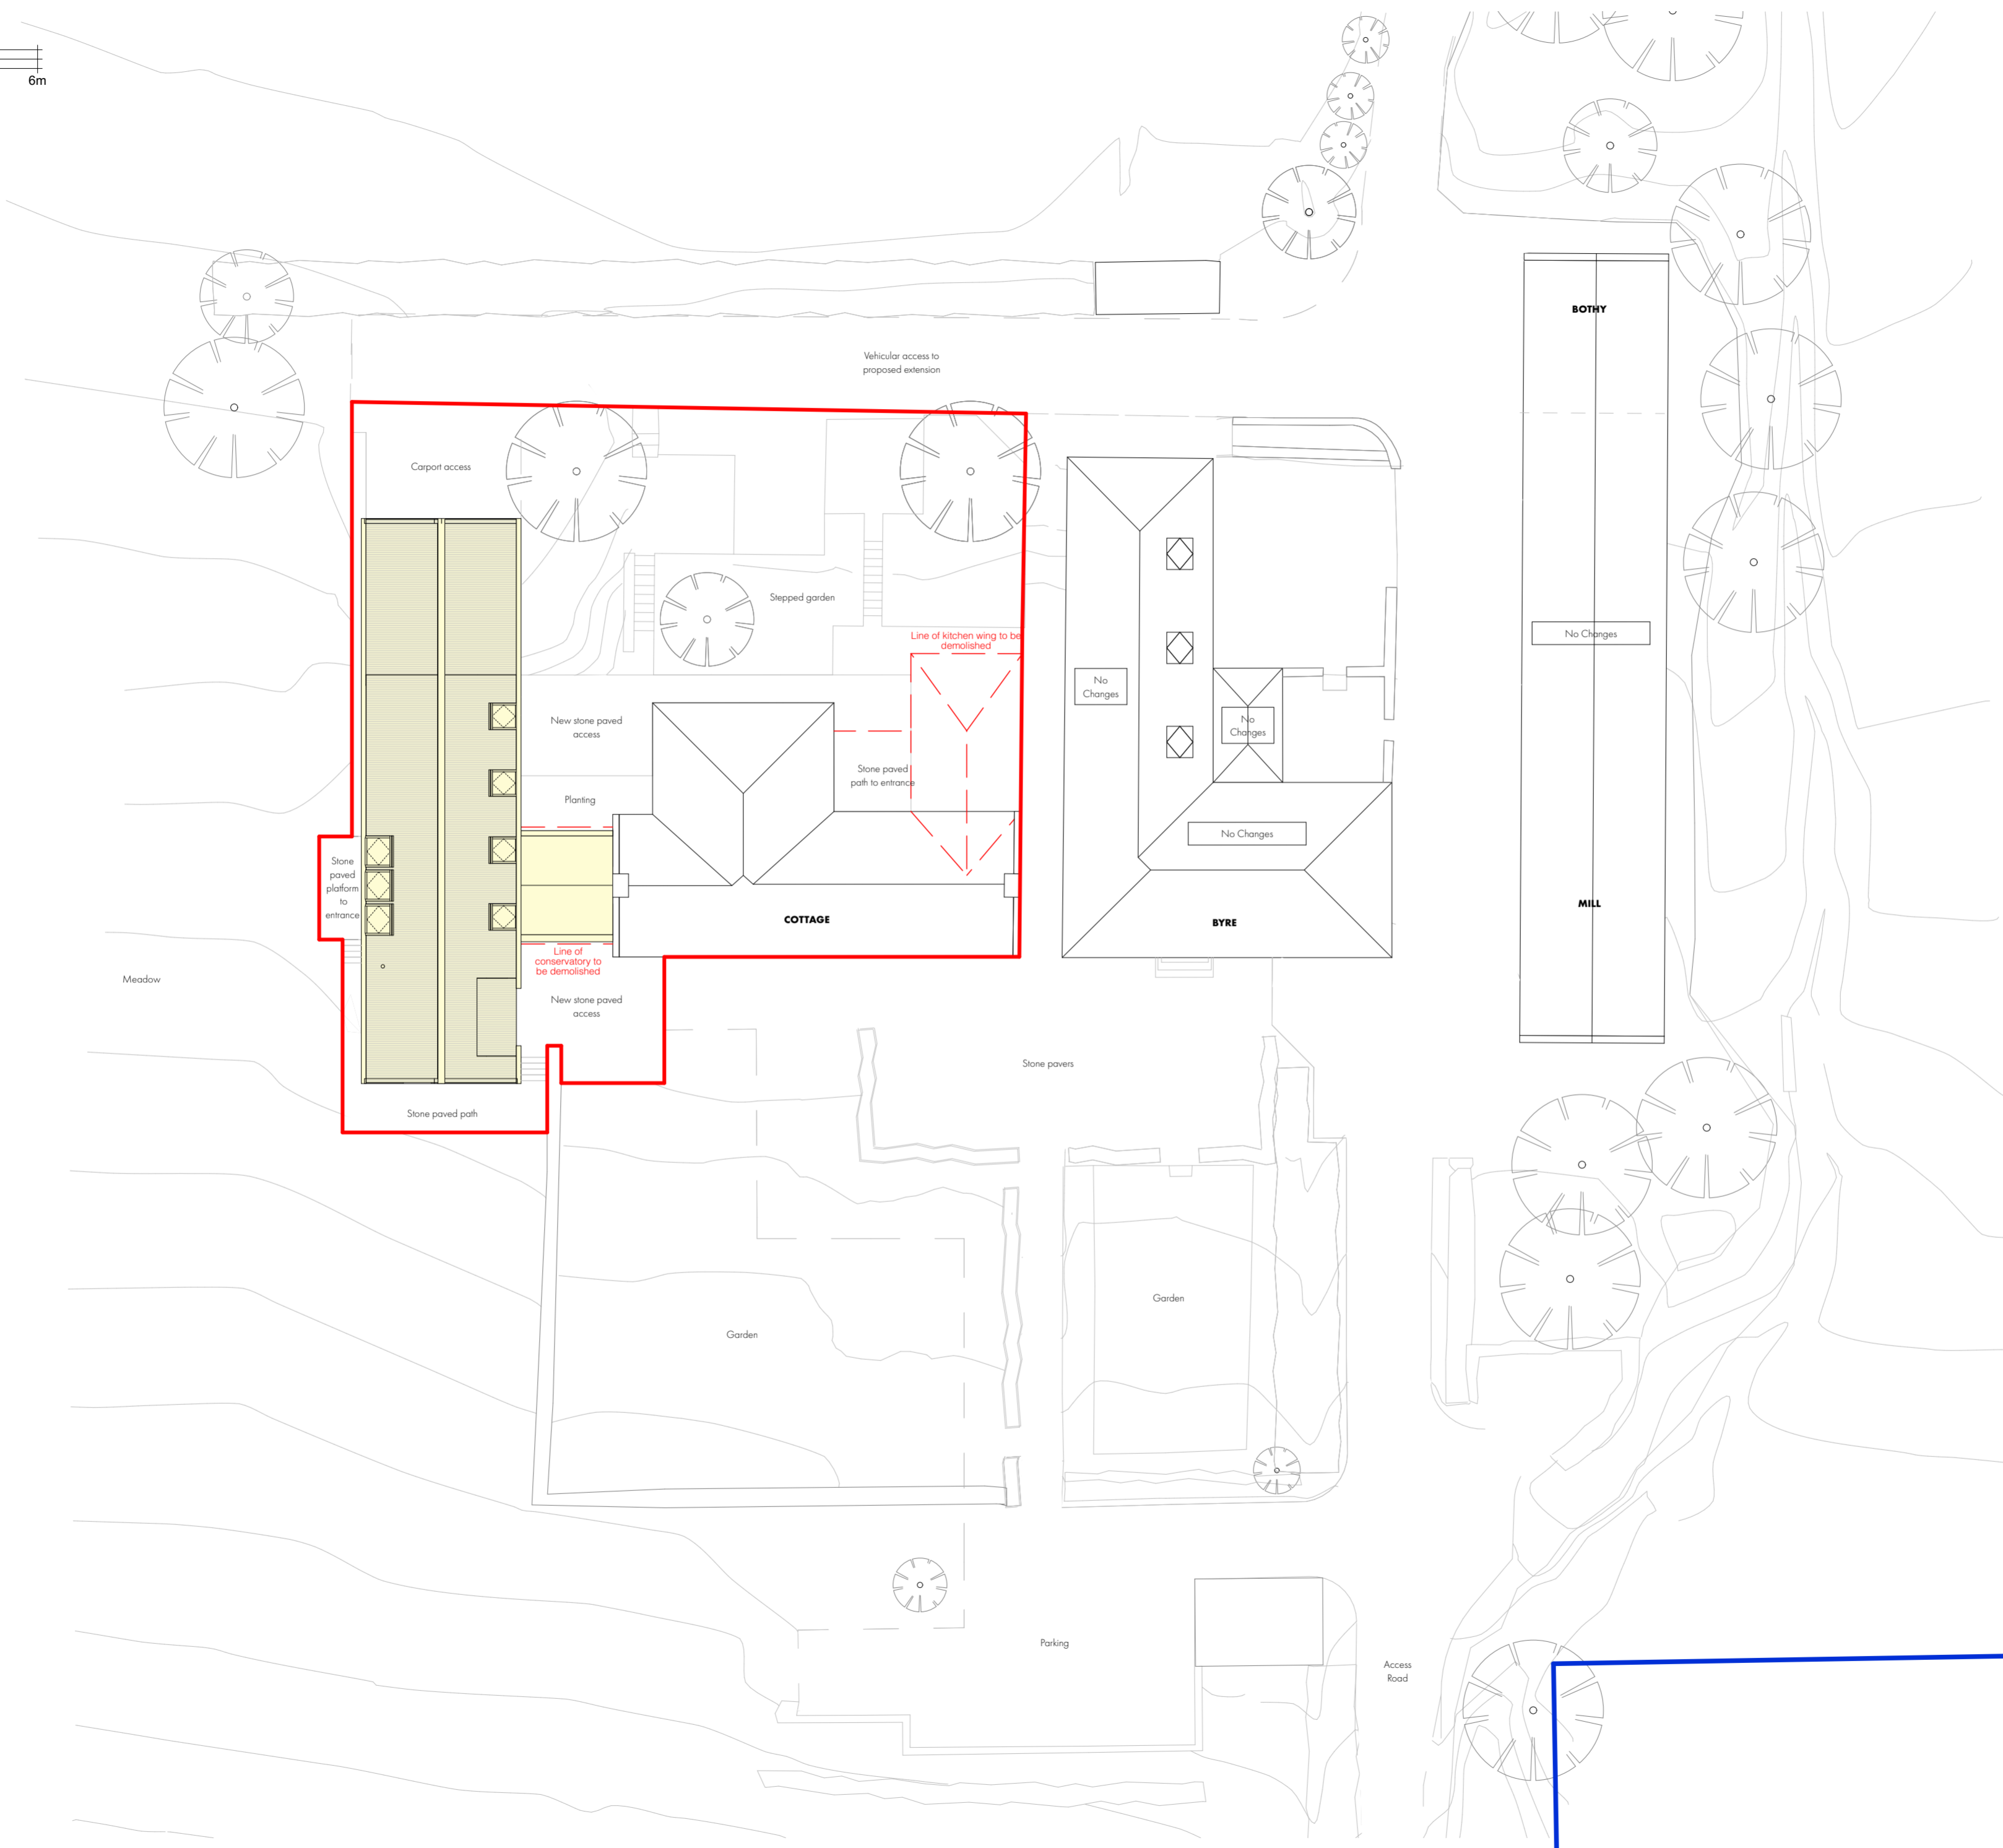 6m
BOTHY
Vehicular access to
proposed extension
Carport access
Stepped garden
Line of kitchen wing to be
demolished
No Changes
No
Changes
New stone paved
access
No
Changes
Stone paved
path to entrance
Planting
No Changes
Stone
paved
platform
to
entrance
COTTAGE
BYRE
MILL
Line of
conservatory to
be demolished
Meadow
New stone paved
access
Stone pavers
Stone paved path
Garden
Garden
Parking
Access
Road